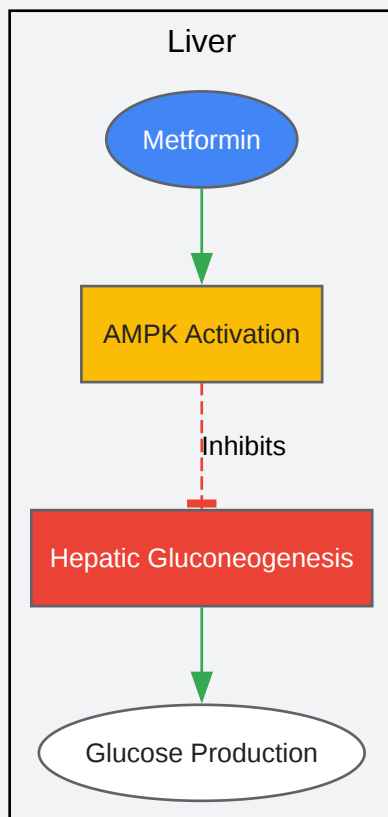 Liver
Metformin
AMPK Activation
Inhibits
Hepatic Gluconeogenesis
Glucose Production